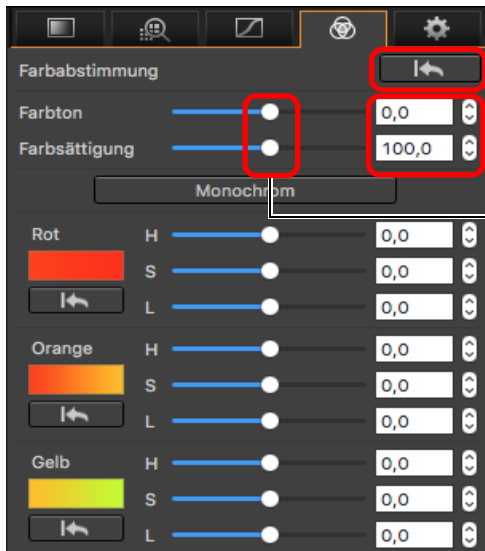 Farbabstimmung
Farbton 0,0
Farbsättigung 100,0
Monochrom
Rot H 0,0
S 0,0
L 0,0
Orange H 0,0
S 0,0
L 0,0
Gelb H 0,0
S 0,0
L 0,0